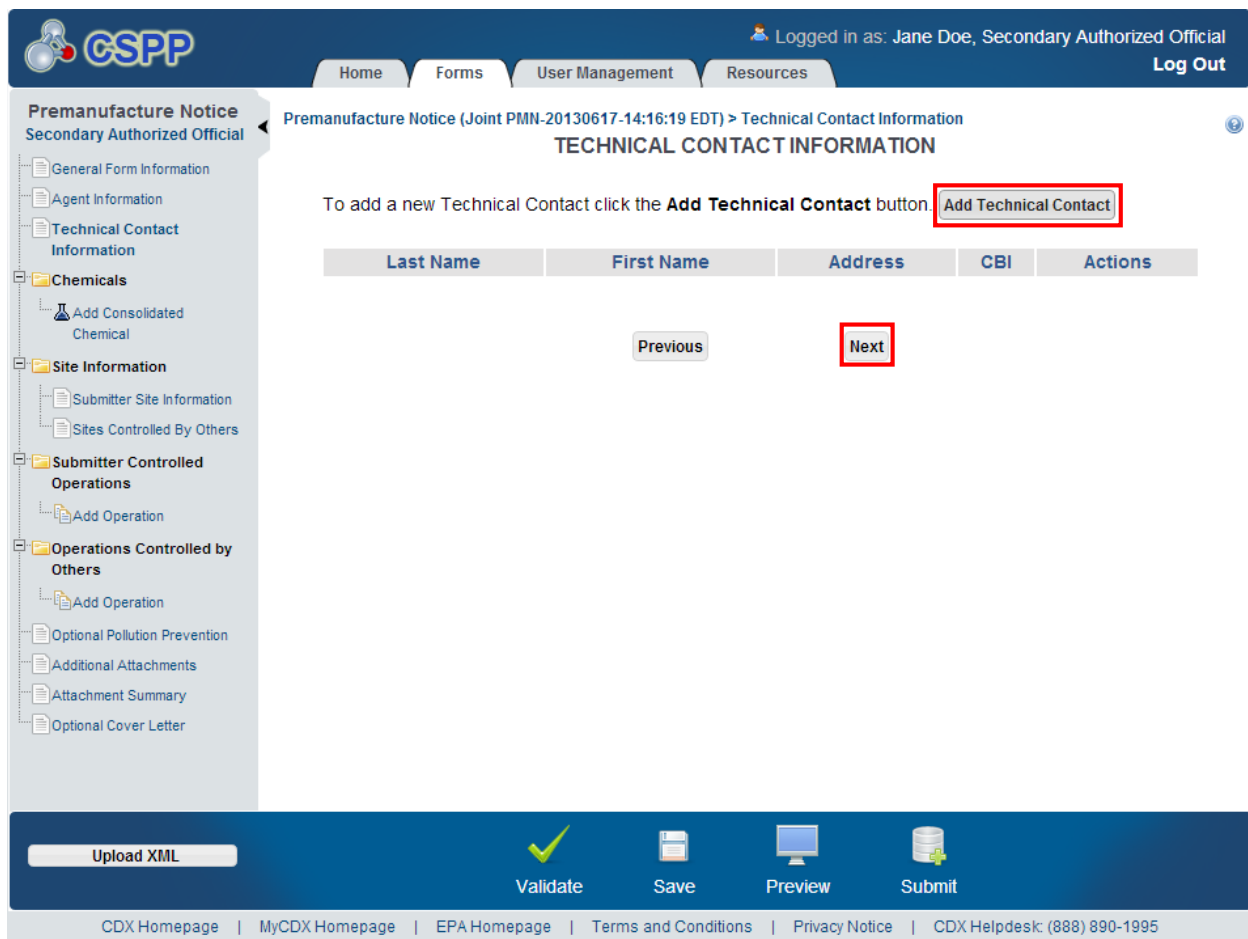 CSPP
Logged in as: Jane Doe, Secondary Authorized Official
Log Out
Home
Forms
User Management
Resources
Premanufacture Notice
Secondary Authorized Official
General Form Information
Agent Information
Technical Contact
Information
Chemicals
Add Consolidated
Chemical
Site Information
Submitter Site Information
Sites Controlled By Others
Submitter Controlled
Operations
Add Operation
Operations Controlled by
Others
Add Operation
Optional Pollution Prevention
Additional Attachments
Attachment Summary
Optional Cover Letter
Premanufacture Notice (Joint PMN-20130617-14:16:19 EDT) > Technical Contact Information
TECHNICAL CONTACT INFORMATION
To add a new Technical Contact click the Add Technical Contact button. Add Technical Contact
Last Name First Name Address CBI Actions
Previous Next
Upload XML
Validate Save Preview Submit
CDX Homepage | MyCDX Homepage | EPA Homepage | Terms and Conditions | Privacy Notice | CDX Helpdesk: (888) 890-1995